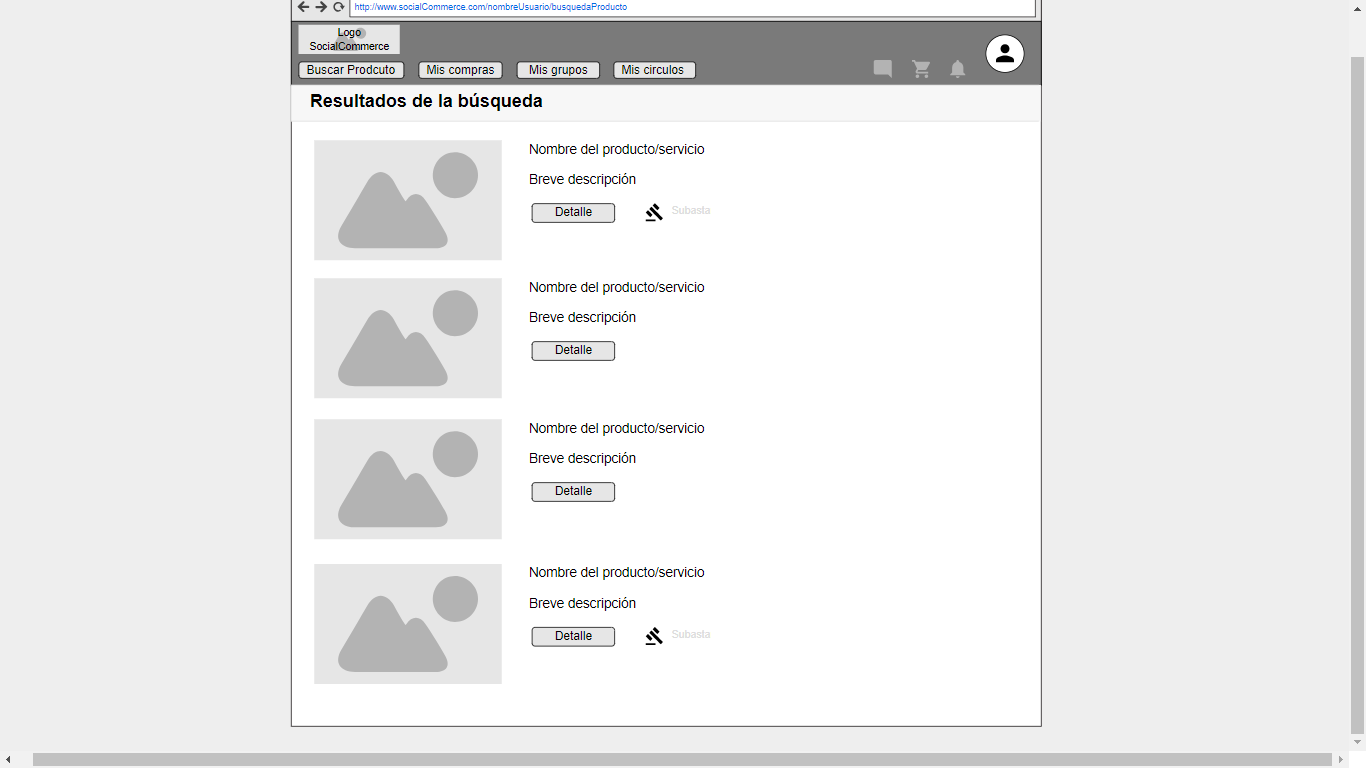 http://www.socialCommerce.com/nombreUsuario/busquedaProducto
Logo
SocialCommerce
Buscar Prodcuto Mis compras Mis grupos Mis circulos
Resultados de la búsqueda
Nombre del producto/servicio
Breve descripción
Detalle Subasta
Nombre del producto/servicio
Breve descripción
Detalle
Nombre del producto/servicio
Breve descripción
Detalle
Nombre del producto/servicio
Breve descripción
Detalle Subasta